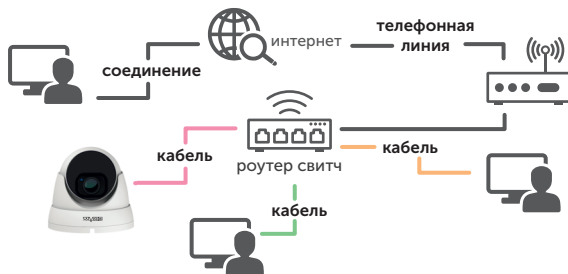 телефонная
линия
интернет
соединение
кабель
роутер свитч
кабель
кабель